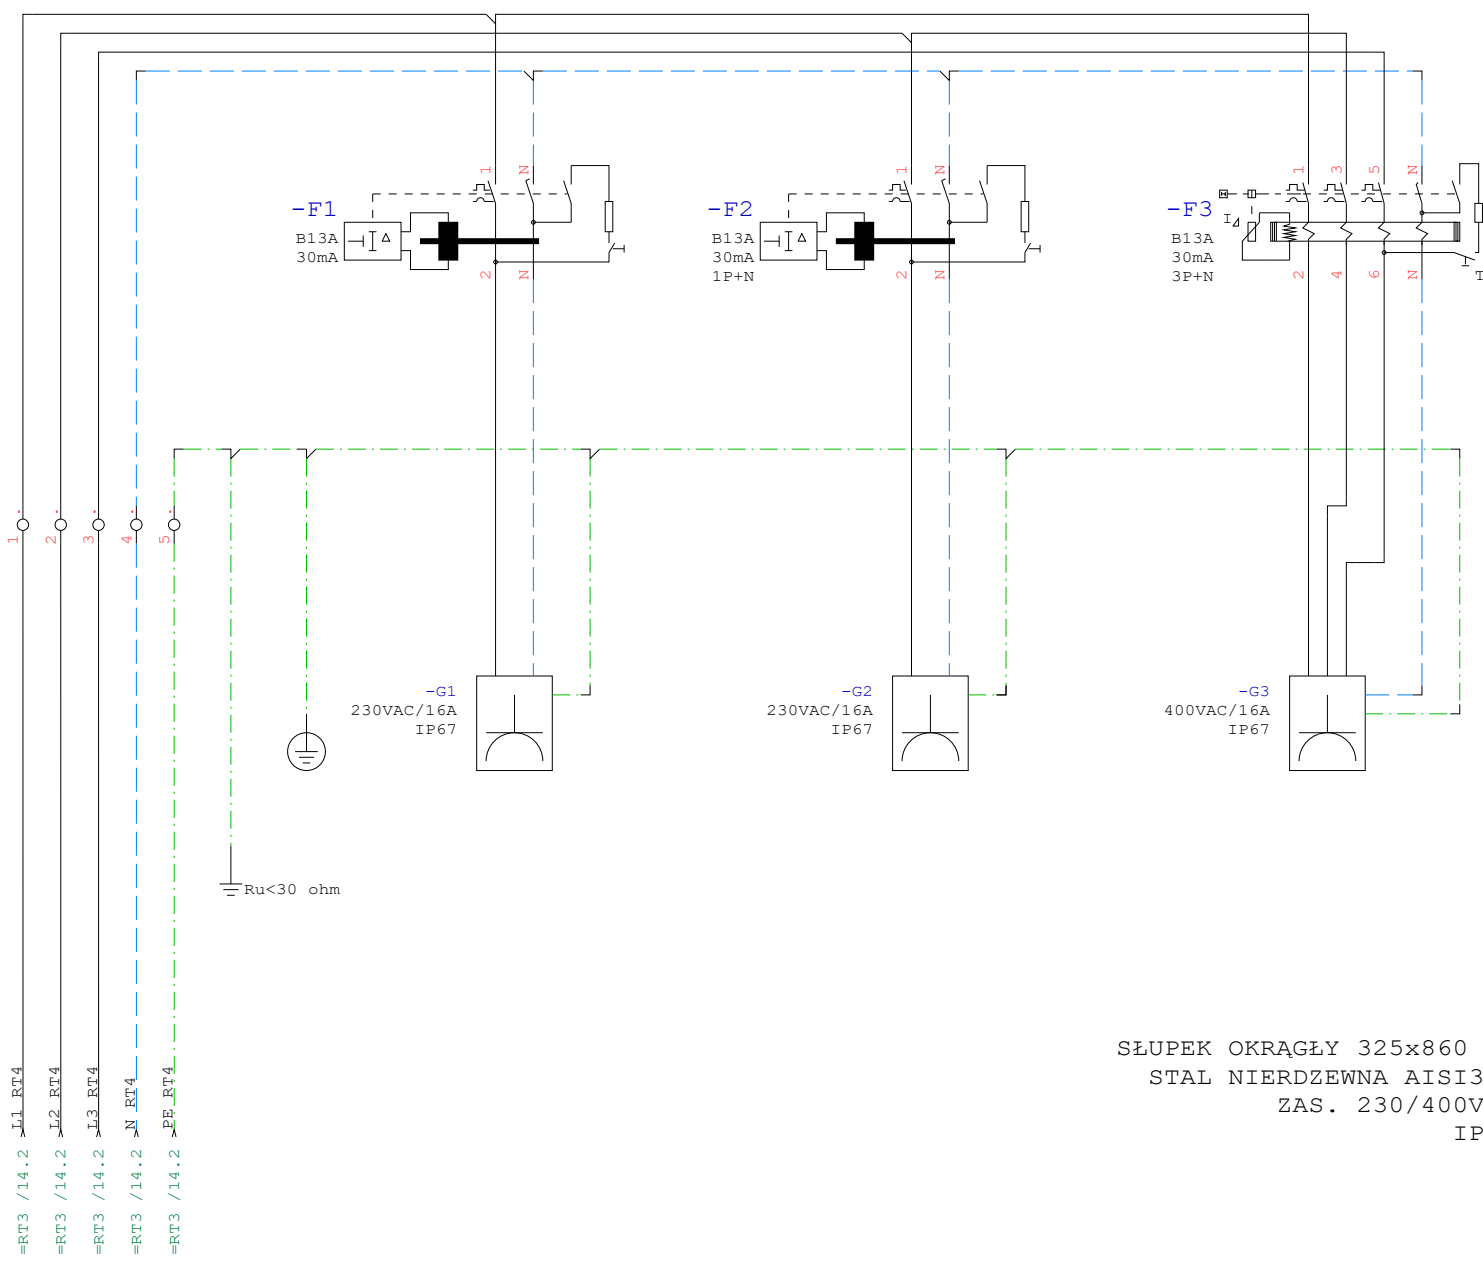 1 N 1 N 1 3 5 N
-F1
B13A
30mA
2 N
-F2
B13A
30mA
1P+N
2 N
-F3
B13A
30mA
3P+N
I
2 4 6 N
T
1 2 3 4 5
-G1
230VAC/16A
IP67
-G2
230VAC/16A
IP67
-G3
400VAC/16A
IP67
Ru<30 ohm
SŁUPEK OKRĄGŁY 325x860
STAL NIERDZEWNA AISI3
ZAS. 230/400V
IP
L1 RT4
L2 RT4
L3 RT4
N RT4
PE RT4
=RT3 /14.2
=RT3 /14.2
=RT3 /14.2
=RT3 /14.2
=RT3 /14.2